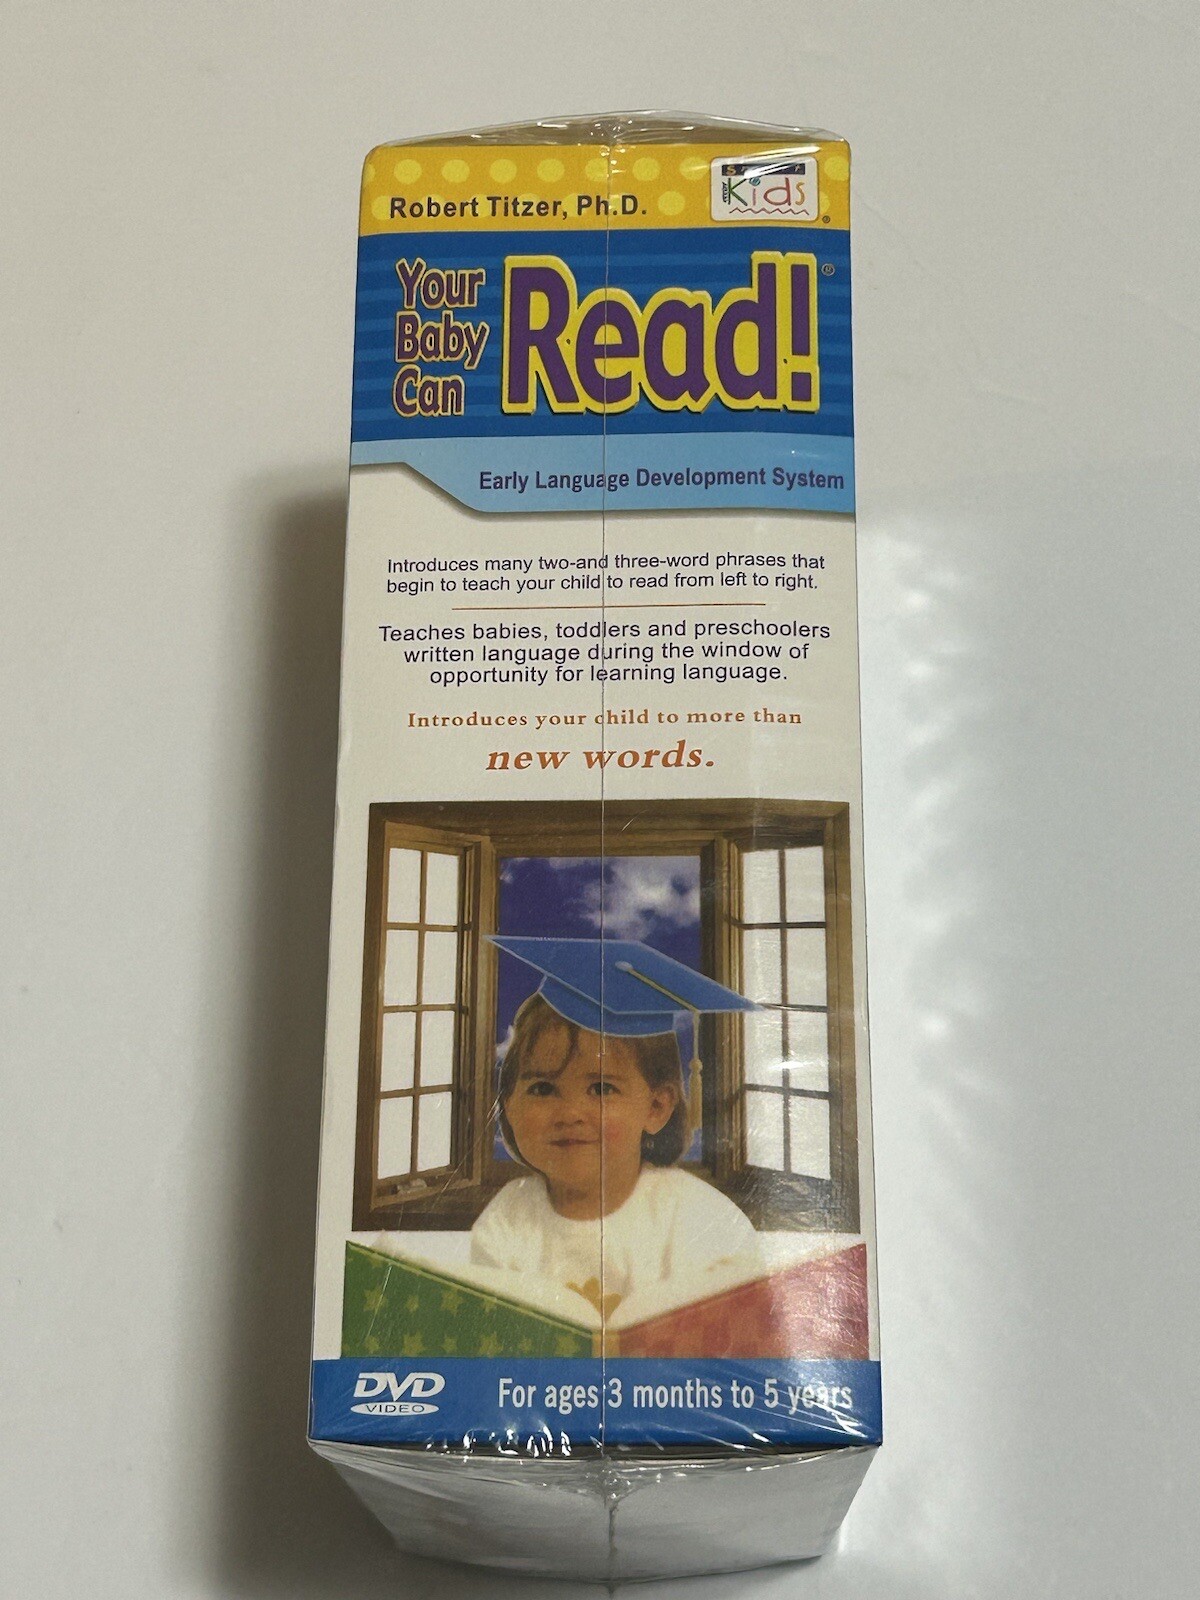 Robert Titzer, Ph.D.
Kids
®
Your
Baby
Can
Read!
®
Early Language Development System
Introduces many two-and three-word phrases that
begin to teach your child to read from left to right.
Teaches babies, toddlers and preschoolers
written language during the window of
opportunity for learning language.
Introduces your child to more than
new words.
DVD
VIDEO
For ages 3 months to 5 years